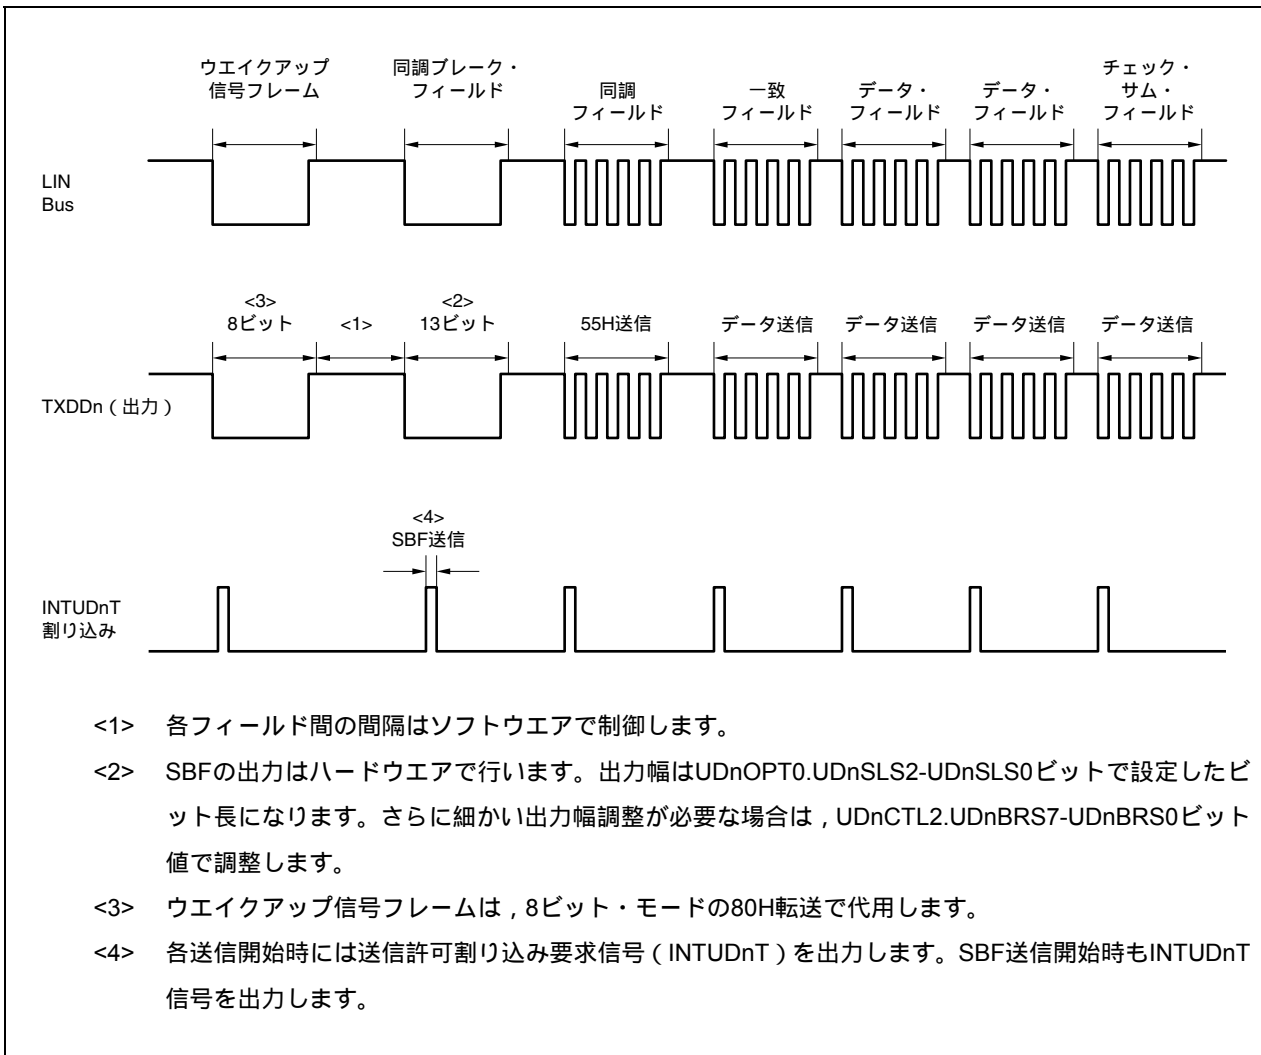 ウエイクアップ
信号フレーム
同調ブレーク・
フィールド
同調
フィールド
一致
フィールド
データ・
フィールド
データ・
フィールド
チェック・
サム・
フィールド
LIN
Bus
<3>
8ビット
<1>
<2>
13ビット
55H送信
データ送信
データ送信
データ送信
データ送信
TXDDn（出力）
<4>
SBF送信
INTUDnT
割り込み
<1> 各フィールド間の間隔はソフトウエアで制御します。
<2> SBFの出力はハードウエアで行います。出力幅はUDnOPT0.UDnSLS2-UDnSLS0ビットで設定したビ
ット長になります。さらに細かい出力幅調整が必要な場合は，UDnCTL2.UDnBRS7-UDnBRS0ビット
値で調整します。
<3> ウエイクアップ信号フレームは，8ビット・モードの80H転送で代用します。
<4> 各送信開始時には送信許可割り込み要求信号（INTUDnT）を出力します。SBF送信開始時もINTUDnT
信号を出力します。